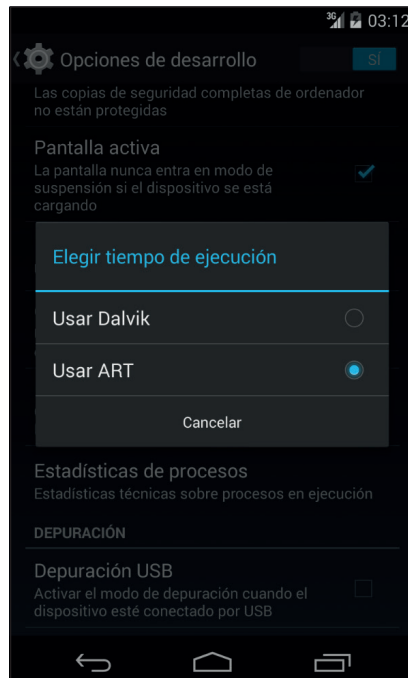 3G 03:12
Opciones de desarrollo SÍ
Las copias de seguridad completas de ordenador
no están protegidas
Pantalla activa
La pantalla nunca entra en modo de
suspensión si el dispositivo se está
cargando
Elegir tiempo de ejecución
Usar Dalvik
Usar ART
Cancelar
Estadísticas de procesos
Estadísticas técnicas sobre procesos en ejecución
DEPURACIÓN
Depuración USB
Activar el modo de depuración cuando el
dispositivo esté conectado por USB